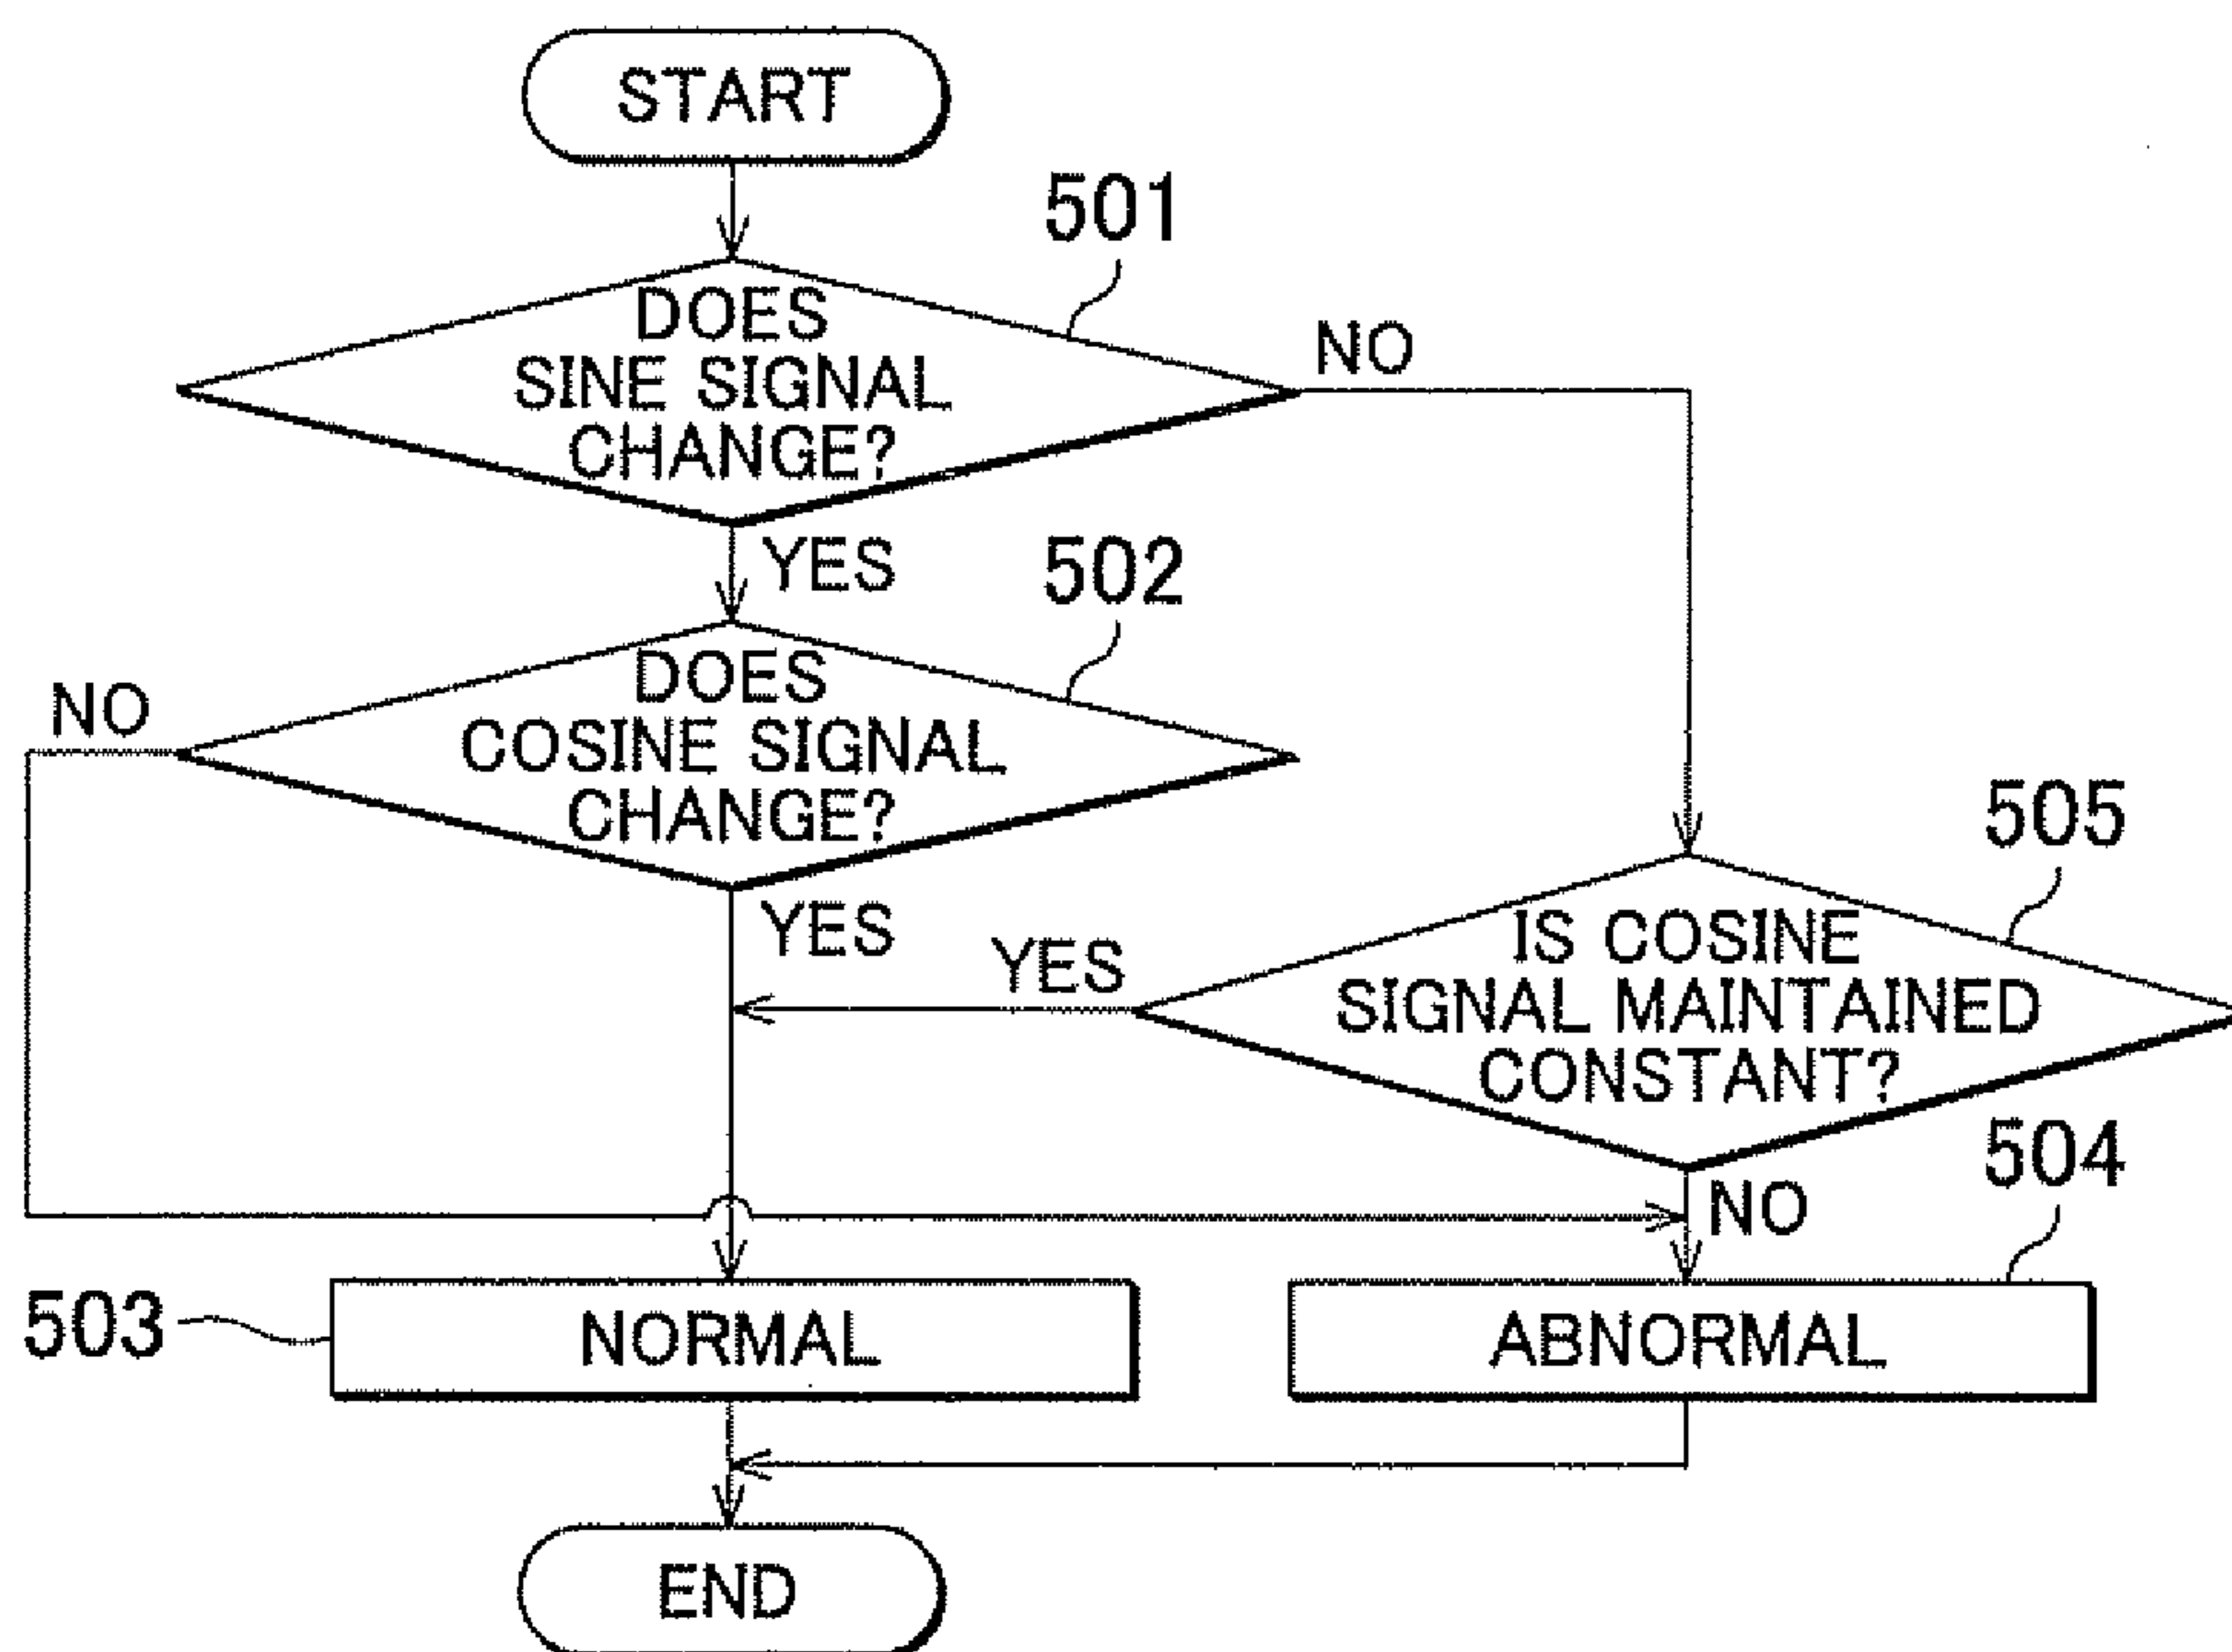 START
501
DOES
SINE SIGNAL
CHANGE?
NO
YES
502
DOES
COSINE SIGNAL
CHANGE?
NO
YES
505
IS COSINE
SIGNAL MAINTAINED
CONSTANT?
YES
NO
504
503
NORMAL
ABNORMAL
END